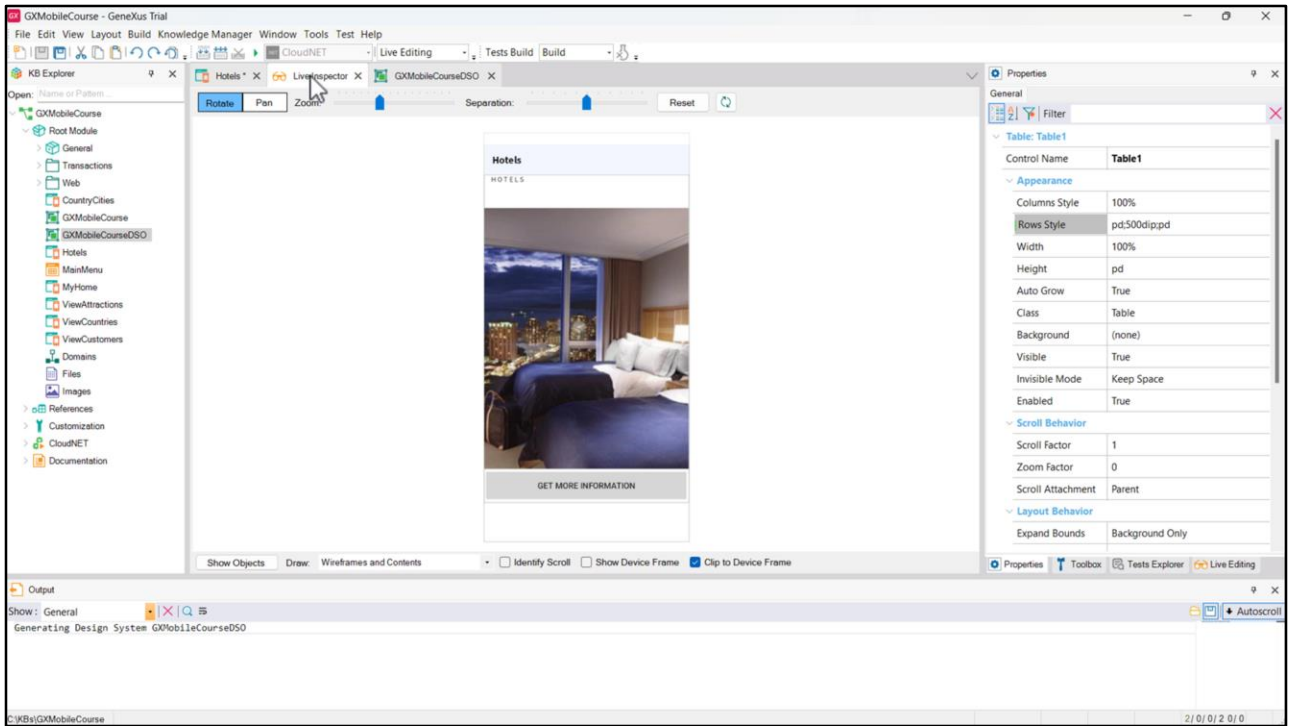 GX GXMobileCourse - GeneXus Trial
File Edit View Layout Build Knowledge Manager Window Tools Test Help
CloudNET Live Editing Tests Build Build
KB Explorer
Hotels * X LiveInspector X GXMobileCourseDSO X
Properties
Open: Name or Pattern...
General
Rotate Pan Zoom: Separation: Reset
Filter
GXMobileCourse
Root Module
General
Transactions
Web
CountryCities
GXMobileCourse
GXMobileCourseDSO
Hotels
MainMenu
MyHome
ViewAttractions
ViewCountries
ViewCustomers
Domains
Files
Images
References
Customization
CloudNET
Documentation
Hotels
HOTELS
GET MORE INFORMATION
Table: Table1
Control Name Table1
Appearance
Columns Style 100%
Rows Style pd;500dip;pd
Width 100%
Height pd
Auto Grow True
Class Table
Background (none)
Visible True
Invisible Mode Keep Space
Enabled True
Scroll Behavior
Scroll Factor 1
Zoom Factor 0
Scroll Attachment Parent
Layout Behavior
Expand Bounds Background Only
Show Objects Draw: Wireframes and Contents Identify Scroll Show Device Frame Clip to Device Frame
Properties Toolbox Tests Explorer Live Editing
Output
Show: General
Autoscroll
Generating Design System GXMobileCourseDSO
C:\KBs\GXMobileCourse
2/0/0/2 0/0